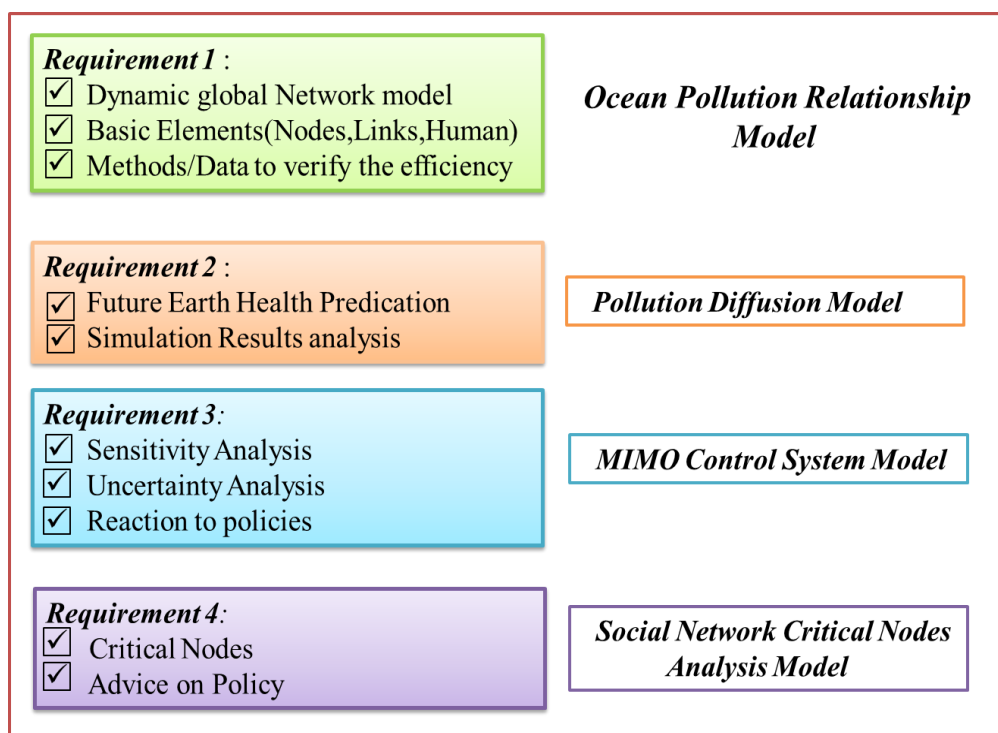 Requirement 1 :
☑ Dynamic global Network model
☑ Basic Elements(Nodes,Links,Human)
☑ Methods/Data to verify the efficiency
Ocean Pollution Relationship
Model
Requirement 2 :
☑ Future Earth Health Predication
☑ Simulation Results analysis
Pollution Diffusion Model
Requirement 3:
☑ Sensitivity Analysis
☑ Uncertainty Analysis
☑ Reaction to policies
MIMO Control System Model
Requirement 4:
☑ Critical Nodes
☑ Advice on Policy
Social Network Critical Nodes
Analysis Model